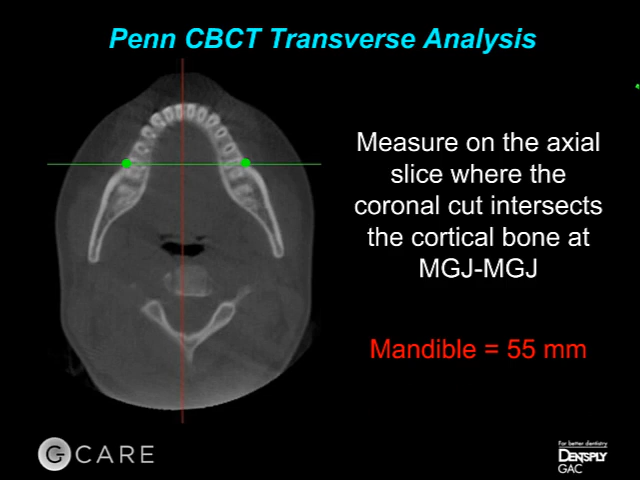 Penn CBCT Transverse Analysis
Measure on the axial
slice where the
coronal cut intersects
the cortical bone at
MGJ-MGJ
Mandible = 55 mm
G CARE
For better dentistry
DENTSPLY
GAC